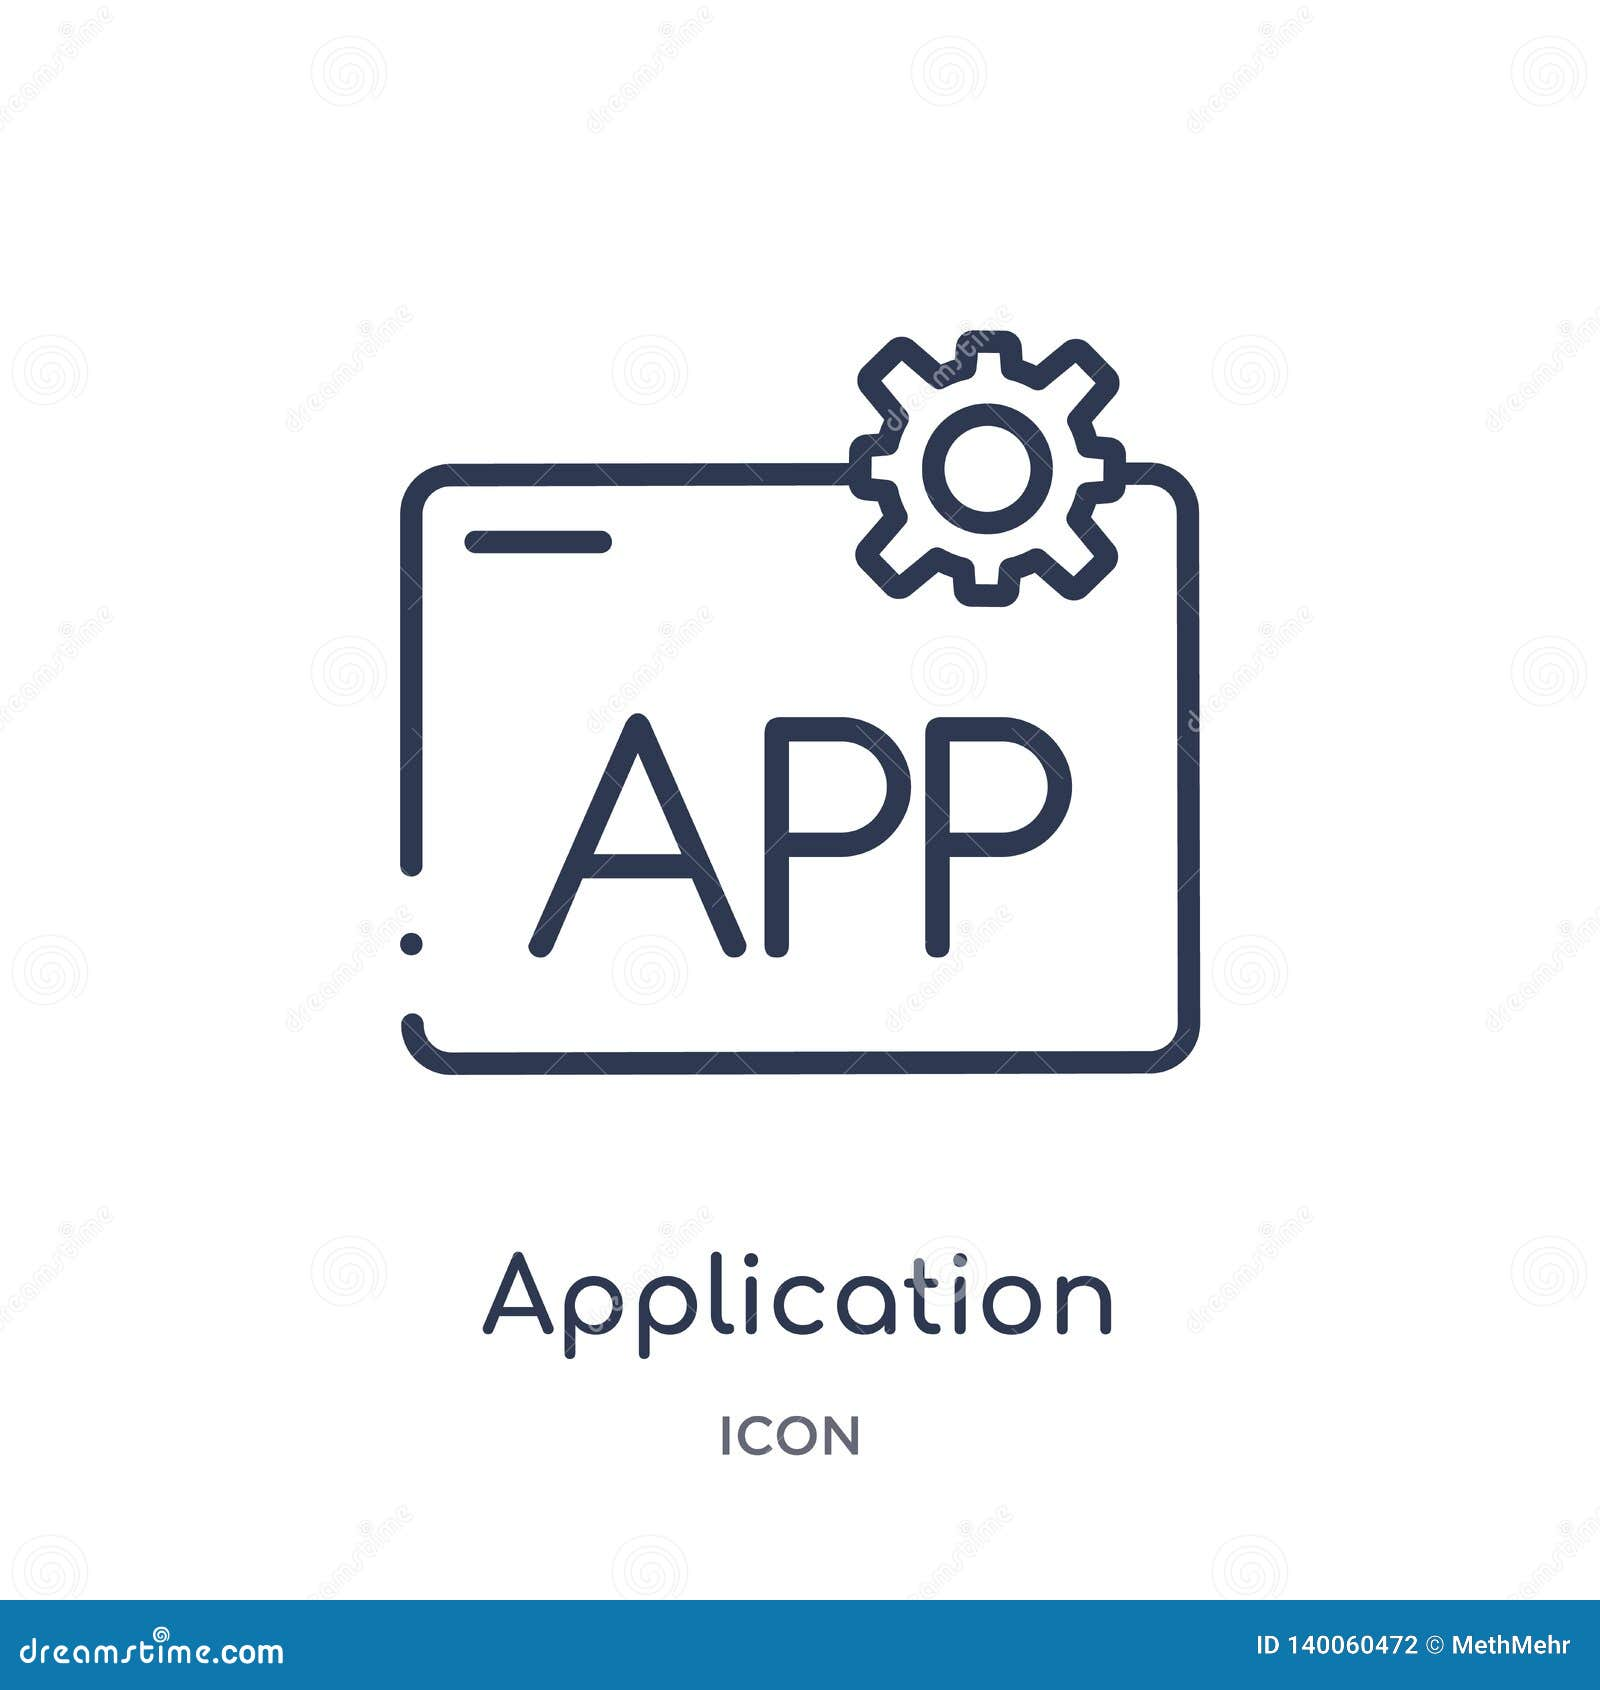 APP
Application
ICON
dreamstime.com
ID 140060472 © MethMehr